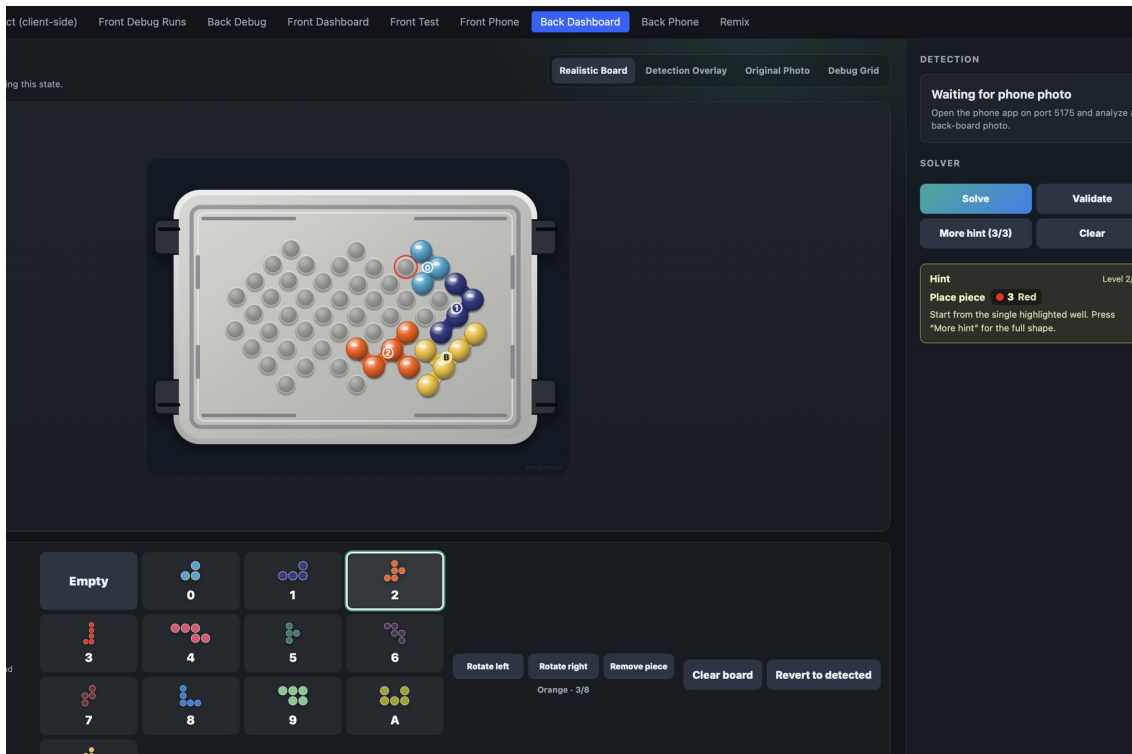 ct (client-side) Front Debug Runs Back Debug Front Dashboard Front Test Front Phone Back Dashboard Back Phone Remix
ing this state.
Realistic Board Detection Overlay Original Photo Debug Grid
DETECTION
Waiting for phone photo
Open the phone app on port 5175 and analyze a
back-board photo.
SOLVER
Solve Validate
More hint (3/3) Clear
Hint Level 2/
Place piece 3 Red
Start from the single highlighted well. Press
"More hint" for the full shape.
0
1
2
B
Empty 0 1 2
3 4 5 6
7 8 9 A
Rotate left Rotate right Remove piece Clear board Revert to detected
Orange · 3/8